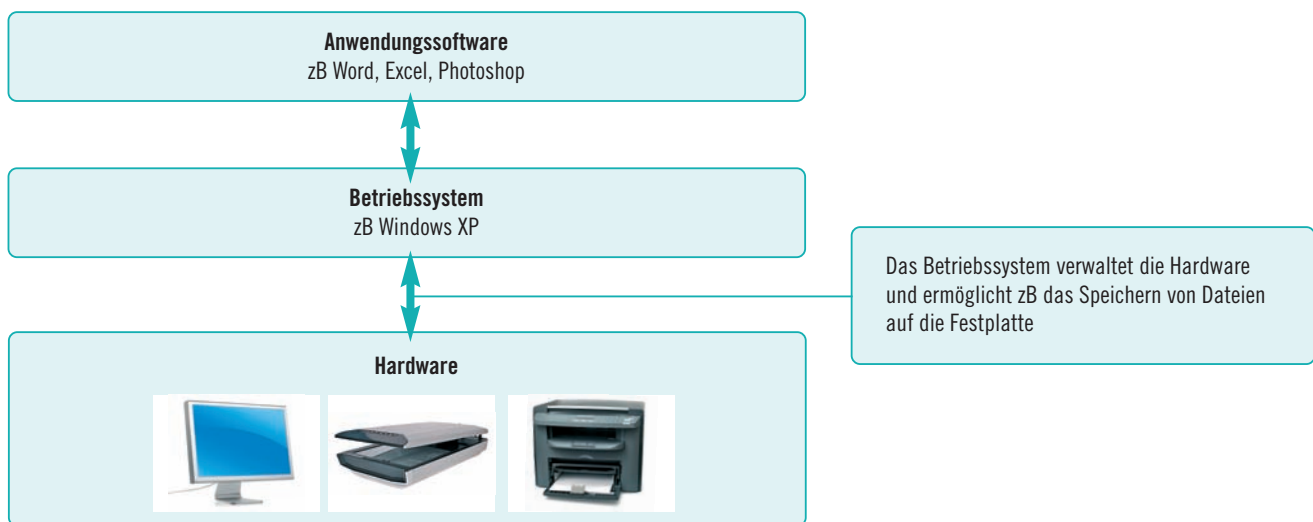 Anwendungssoftware
zB Word, Excel, Photoshop
Betriebssystem
zB Windows XP
Das Betriebssystem verwaltet die Hardware
und ermöglicht zB das Speichern von Dateien
auf die Festplatte
Hardware